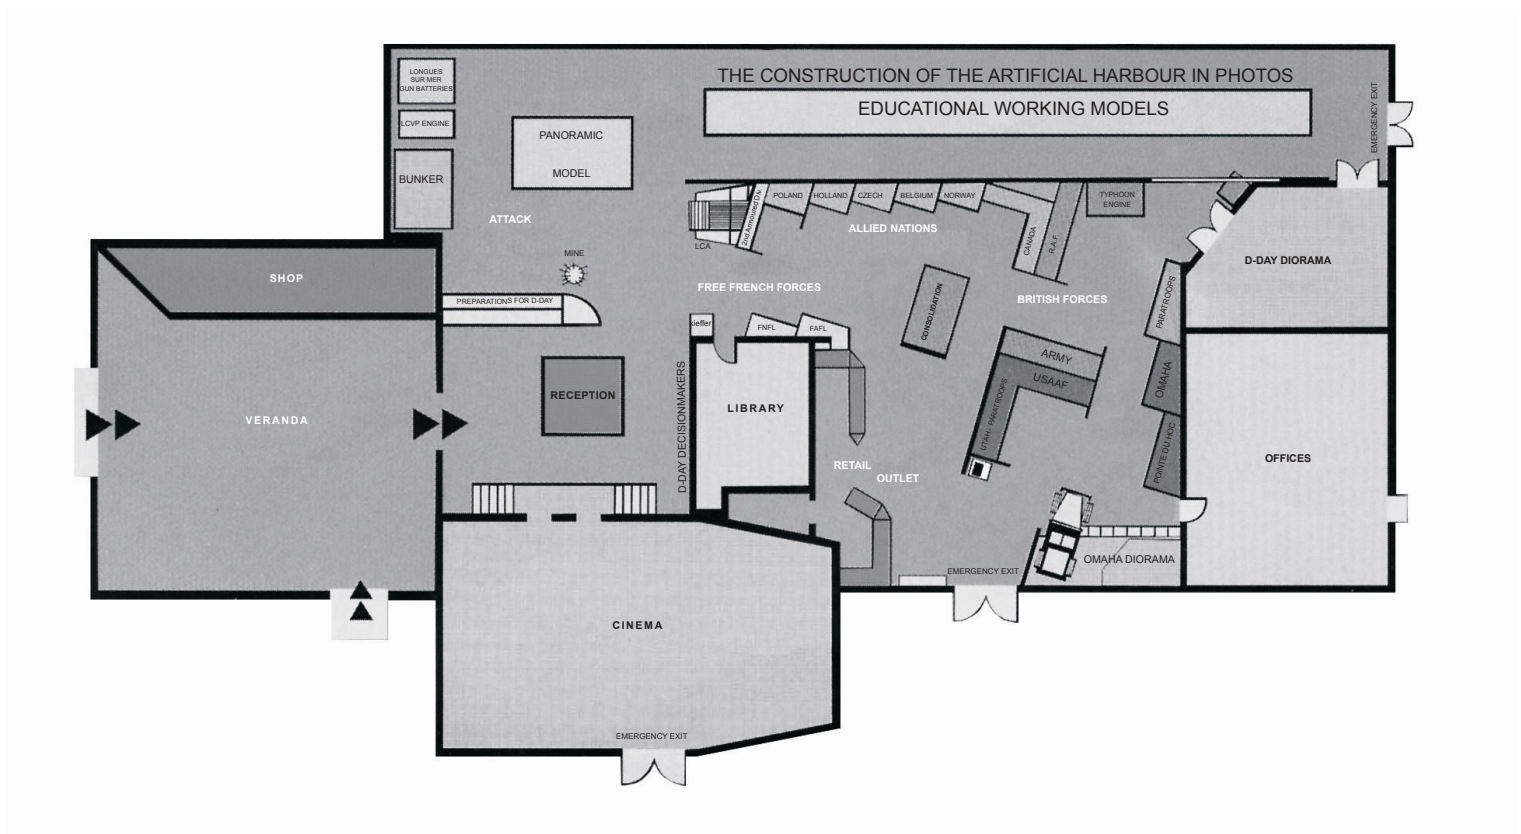 LONGUES
SUR MER
GUN BATTERIES
LCVP ENGINE
BUNKER
PANORAMIC
MODEL
ATTACK
MINE
THE CONSTRUCTION OF THE ARTIFICIAL HARBOUR IN PHOTOS
EDUCATIONAL WORKING MODELS
EMERGENCY EXIT
LCA
2nd Armoured Div.
POLAND
HOLLAND
CZECH
BELGIUM
NORWAY
CANADA
R.A.F.
TYPHOON
ENGINE
ALLIED NATIONS
D-DAY DIORAMA
SHOP
PREPARATIONS FOR D-DAY
FREE FRENCH FORCES
BRITISH FORCES
CONSOLIDATION
PARATROOPS
kieffer
FNFL
FAFL
ARMY
USAAF
UTAH - PARATROOPS
OMAHA
POINTE DU HOC
RECEPTION
D-DAY DECISIONMAKERS
LIBRARY
VERANDA
RETAIL
OUTLET
OFFICES
OMAHA DIORAMA
EMERGENCY EXIT
CINEMA
EMERGENCY EXIT